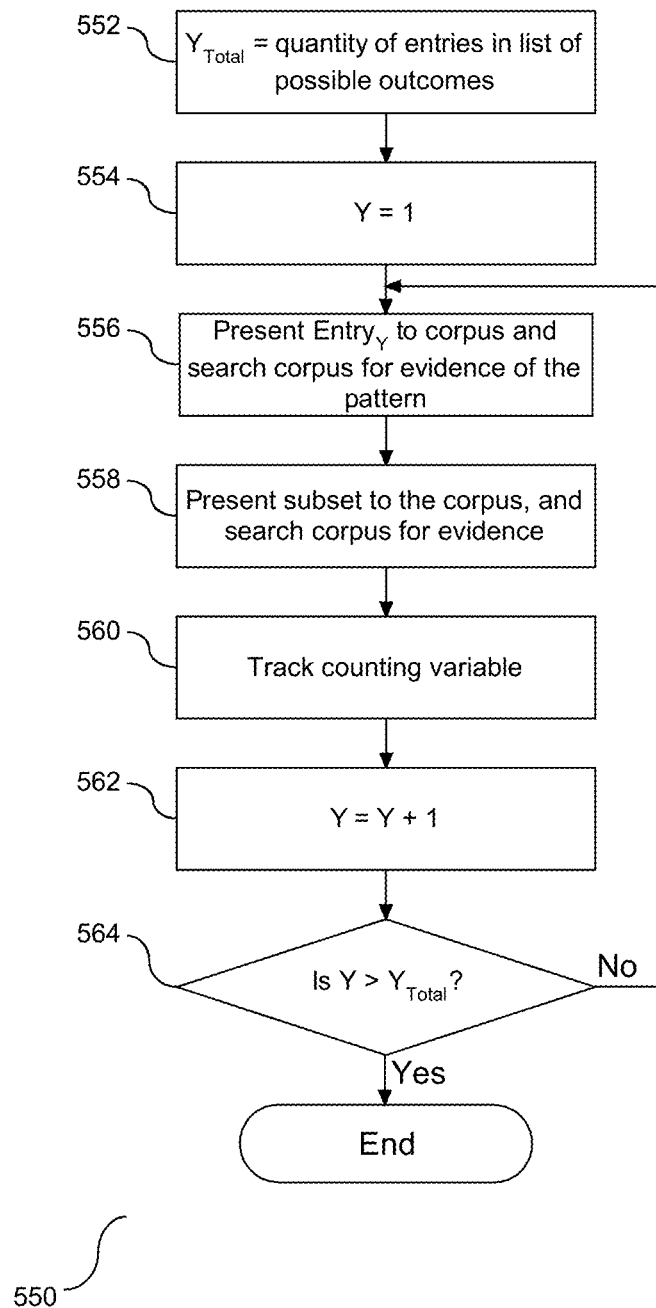 552
Y_Total = quantity of entries in list of
possible outcomes
554
Y = 1
556
Present Entry_Y to corpus and
search corpus for evidence of the
pattern
558
Present subset to the corpus, and
search corpus for evidence
560
Track counting variable
562
Y = Y + 1
564
Is Y > Y_Total?
No
Yes
End
550